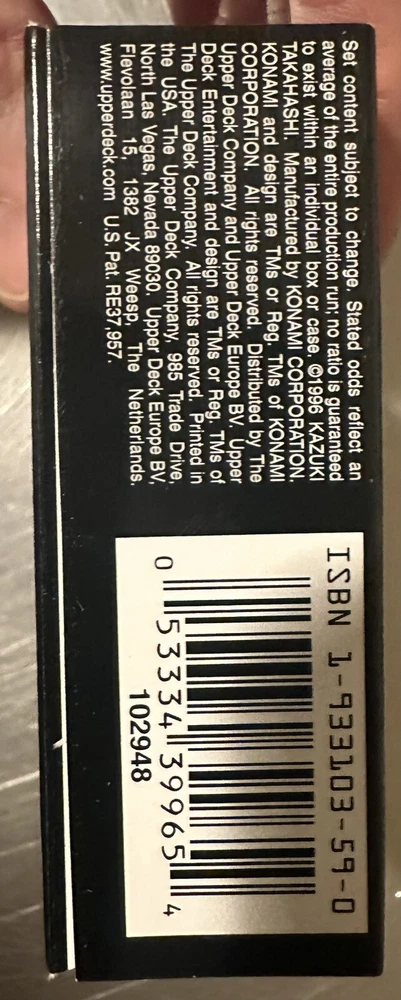 Set content subject to change. Stated odds reflect an
average of the entire production run; no ratio is guaranteed
to exist within an individual box or case. ©1996 KAZUKI
TAKAHASHI. Manufactured by KONAMI CORPORATION.
KONAMI and design are TMs or Reg. TMs of KONAMI
CORPORATION. All rights reserved. Distributed by The
Upper Deck Company and Upper Deck Europe BV. Upper
Deck Entertainment and design are TMs or Reg. TMs of
The Upper Deck Company. All rights reserved. Printed in
the USA. The Upper Deck Company, 985 Trade Drive,
North Las Vegas, Nevada 89030. Upper Deck Europe BV,
Flevolaan 15, 1382 JX Weesp, The Netherlands.
www.upperdeck.com U.S. Pat. RE37,957.
ISBN 1-933103-59-0
0 53334 39965 4
102948